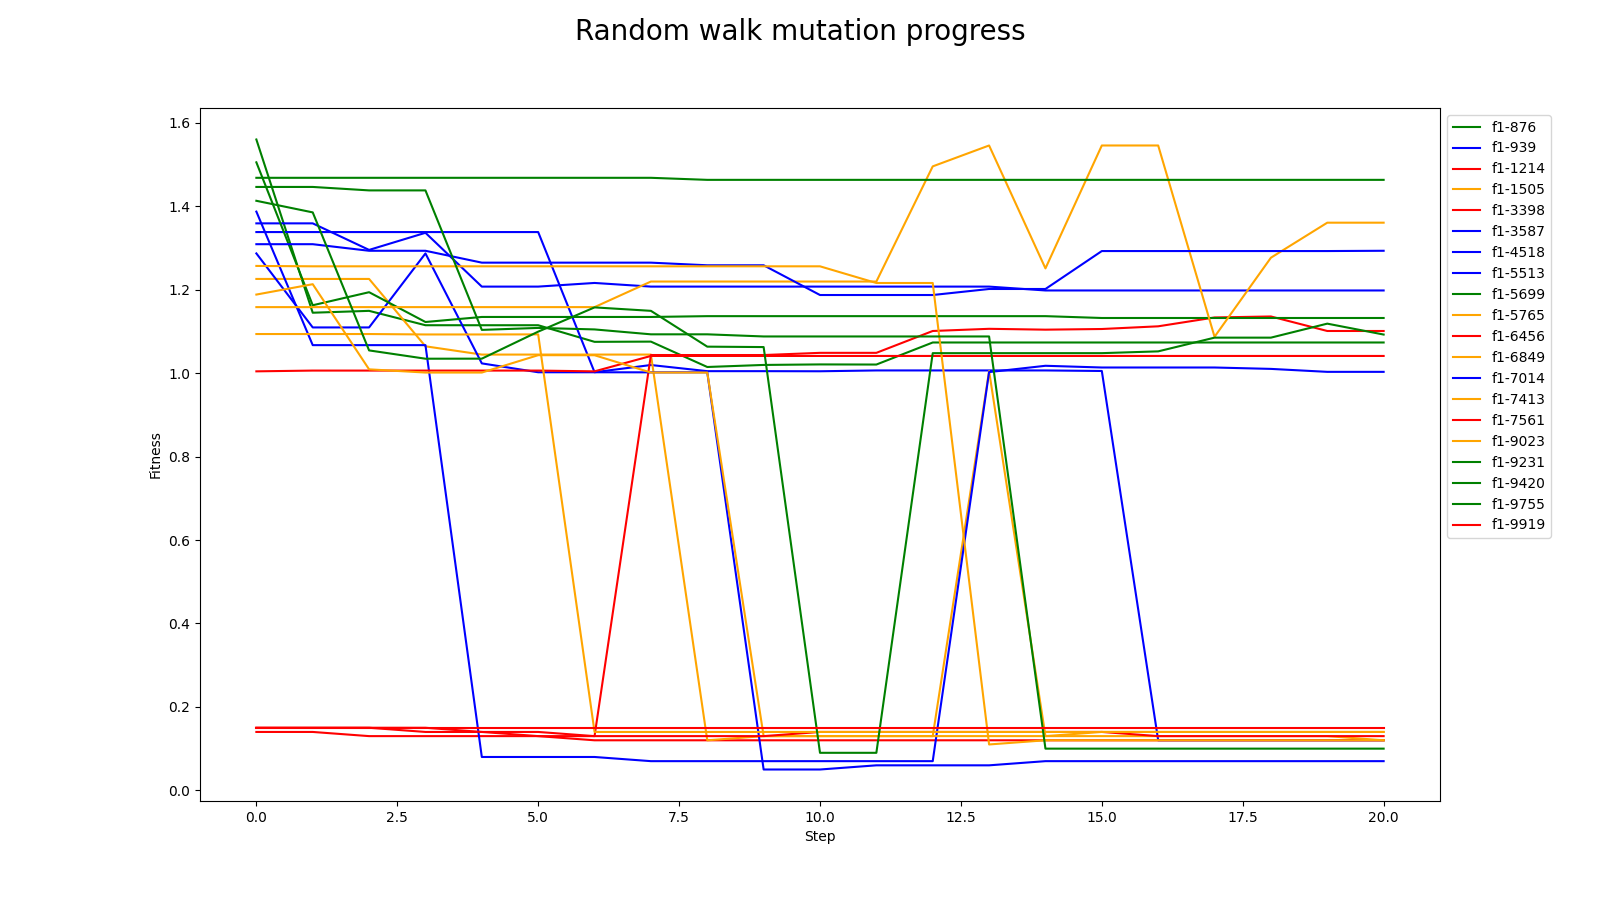 Random walk mutation progress
1.6
1.4
1.2
1.0
0.8
0.6
0.4
0.2
0.0
Fitness
0.0 2.5 5.0 7.5 10.0 12.5 15.0 17.5 20.0
Step
f1-876
f1-939
f1-1214
f1-1505
f1-3398
f1-3587
f1-4518
f1-5513
f1-5699
f1-5765
f1-6456
f1-6849
f1-7014
f1-7413
f1-7561
f1-9023
f1-9231
f1-9420
f1-9755
f1-9919